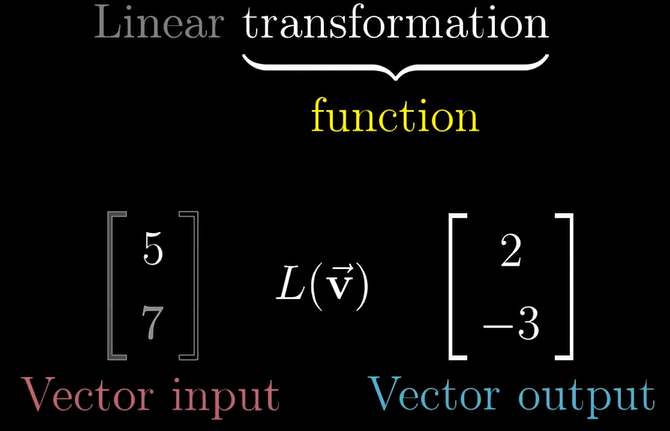 Linear transformation
function
5
7
L(v⃗)
2
−3
Vector input
Vector output